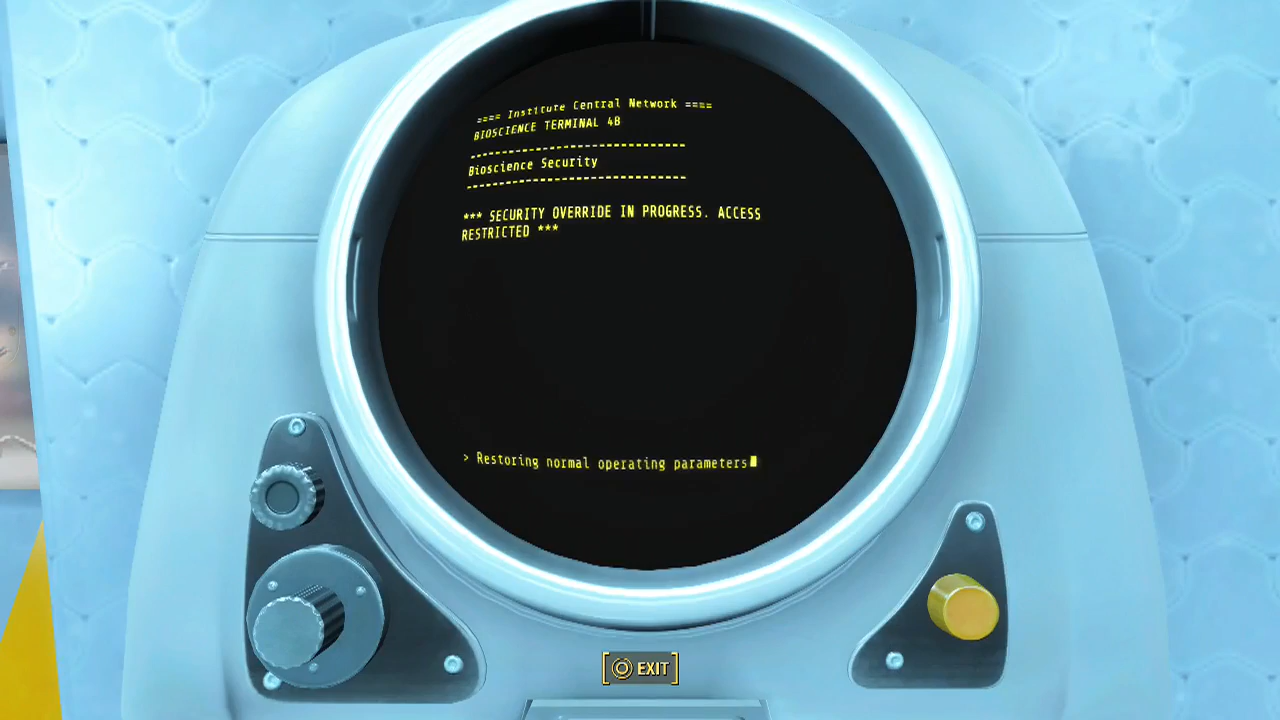 ==== Institute Central Network ====
BIOSCIENCE TERMINAL 4B
---------------------------------
Bioscience Security
---------------------------------
*** SECURITY OVERRIDE IN PROGRESS. ACCESS
RESTRICTED ***
> Restoring normal operating parameters
EXIT